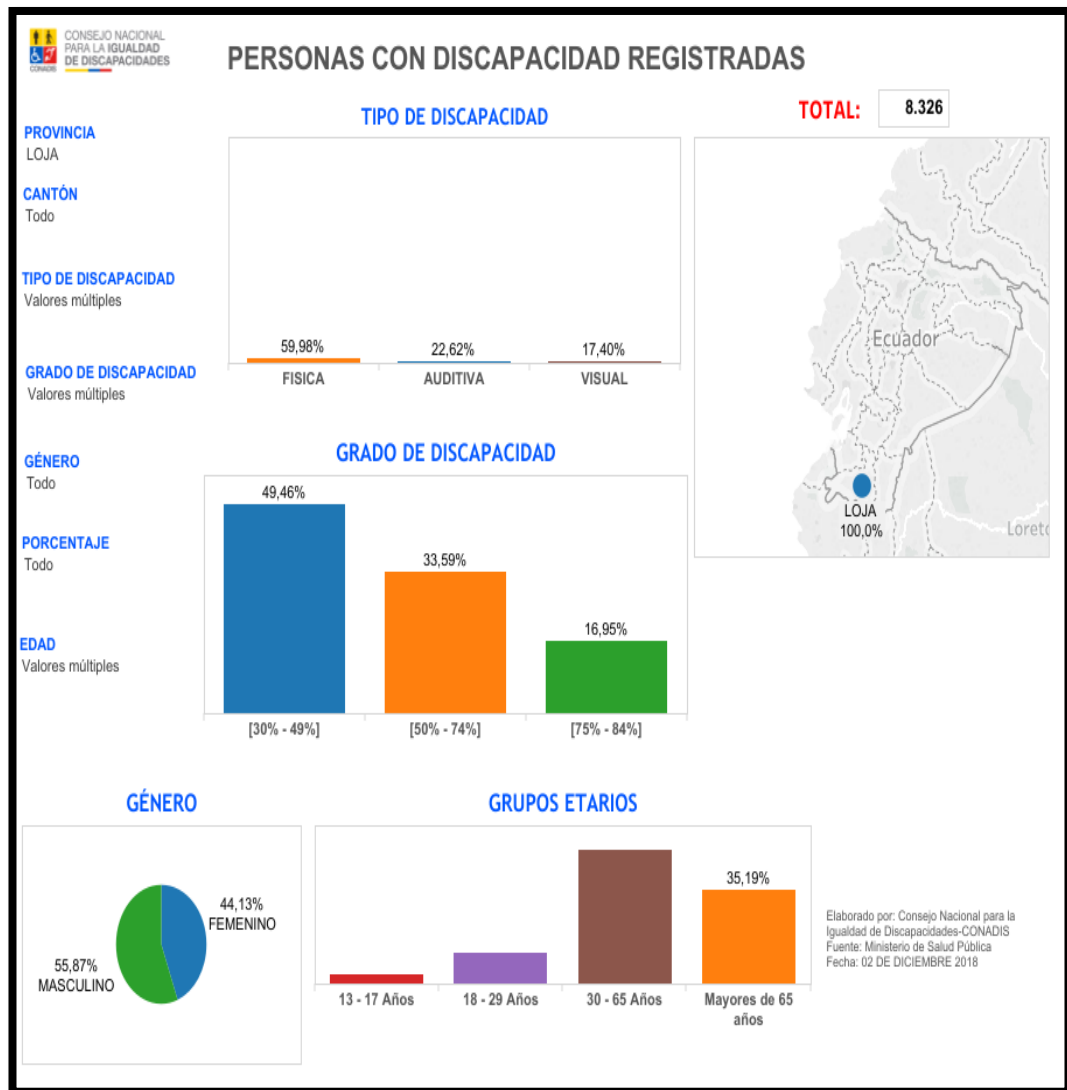 CONSEJO NACIONAL
PARA LA IGUALDAD
DE DISCAPACIDADES
CONADIS
PERSONAS CON DISCAPACIDAD REGISTRADAS
TOTAL: 8.326
PROVINCIA
LOJA
CANTÓN
Todo
TIPO DE DISCAPACIDAD
Valores múltiples
GRADO DE DISCAPACIDAD
Valores múltiples
GÉNERO
Todo
PORCENTAJE
Todo
EDAD
Valores múltiples
TIPO DE DISCAPACIDAD
59,98% 22,62% 17,40%
FISICA AUDITIVA VISUAL
Ecuador
LOJA
100,0%
Loreto
GRADO DE DISCAPACIDAD
49,46%
33,59%
16,95%
[30% - 49%] [50% - 74%] [75% - 84%]
GÉNERO
44,13%
FEMENINO
55,87%
MASCULINO
GRUPOS ETARIOS
35,19%
13 - 17 Años 18 - 29 Años 30 - 65 Años Mayores de 65
años
Elaborado por: Consejo Nacional para la
Igualdad de Discapacidades-CONADIS
Fuente: Ministerio de Salud Pública
Fecha: 02 DE DICIEMBRE 2018